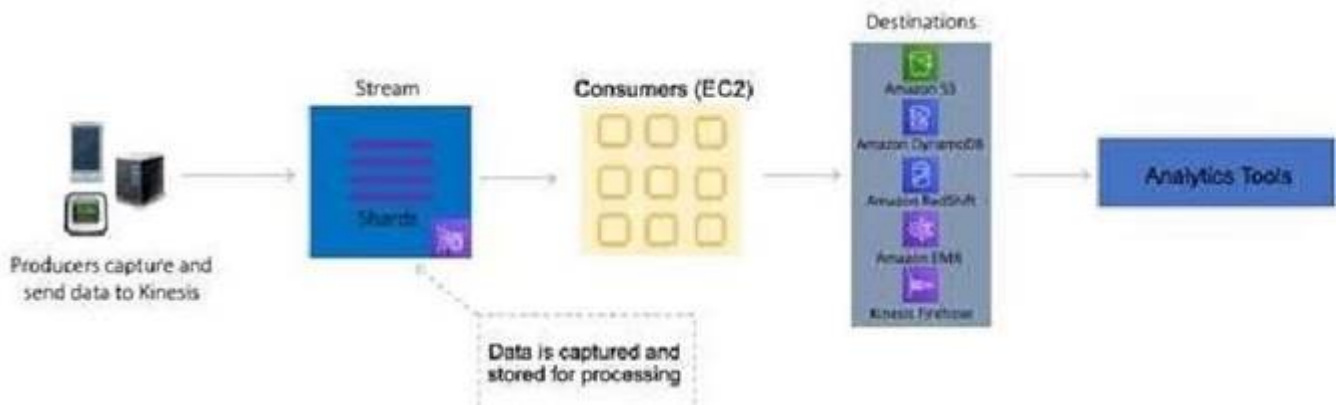 Producers capture and
send data to Kinesis
Stream
Shards
Data is captured and
stored for processing
Consumers (EC2)
Destinations
Amazon S3
Amazon DynamoDB
Amazon RedShift
Amazon EMR
Kinesis Firehose
Analytics Tools